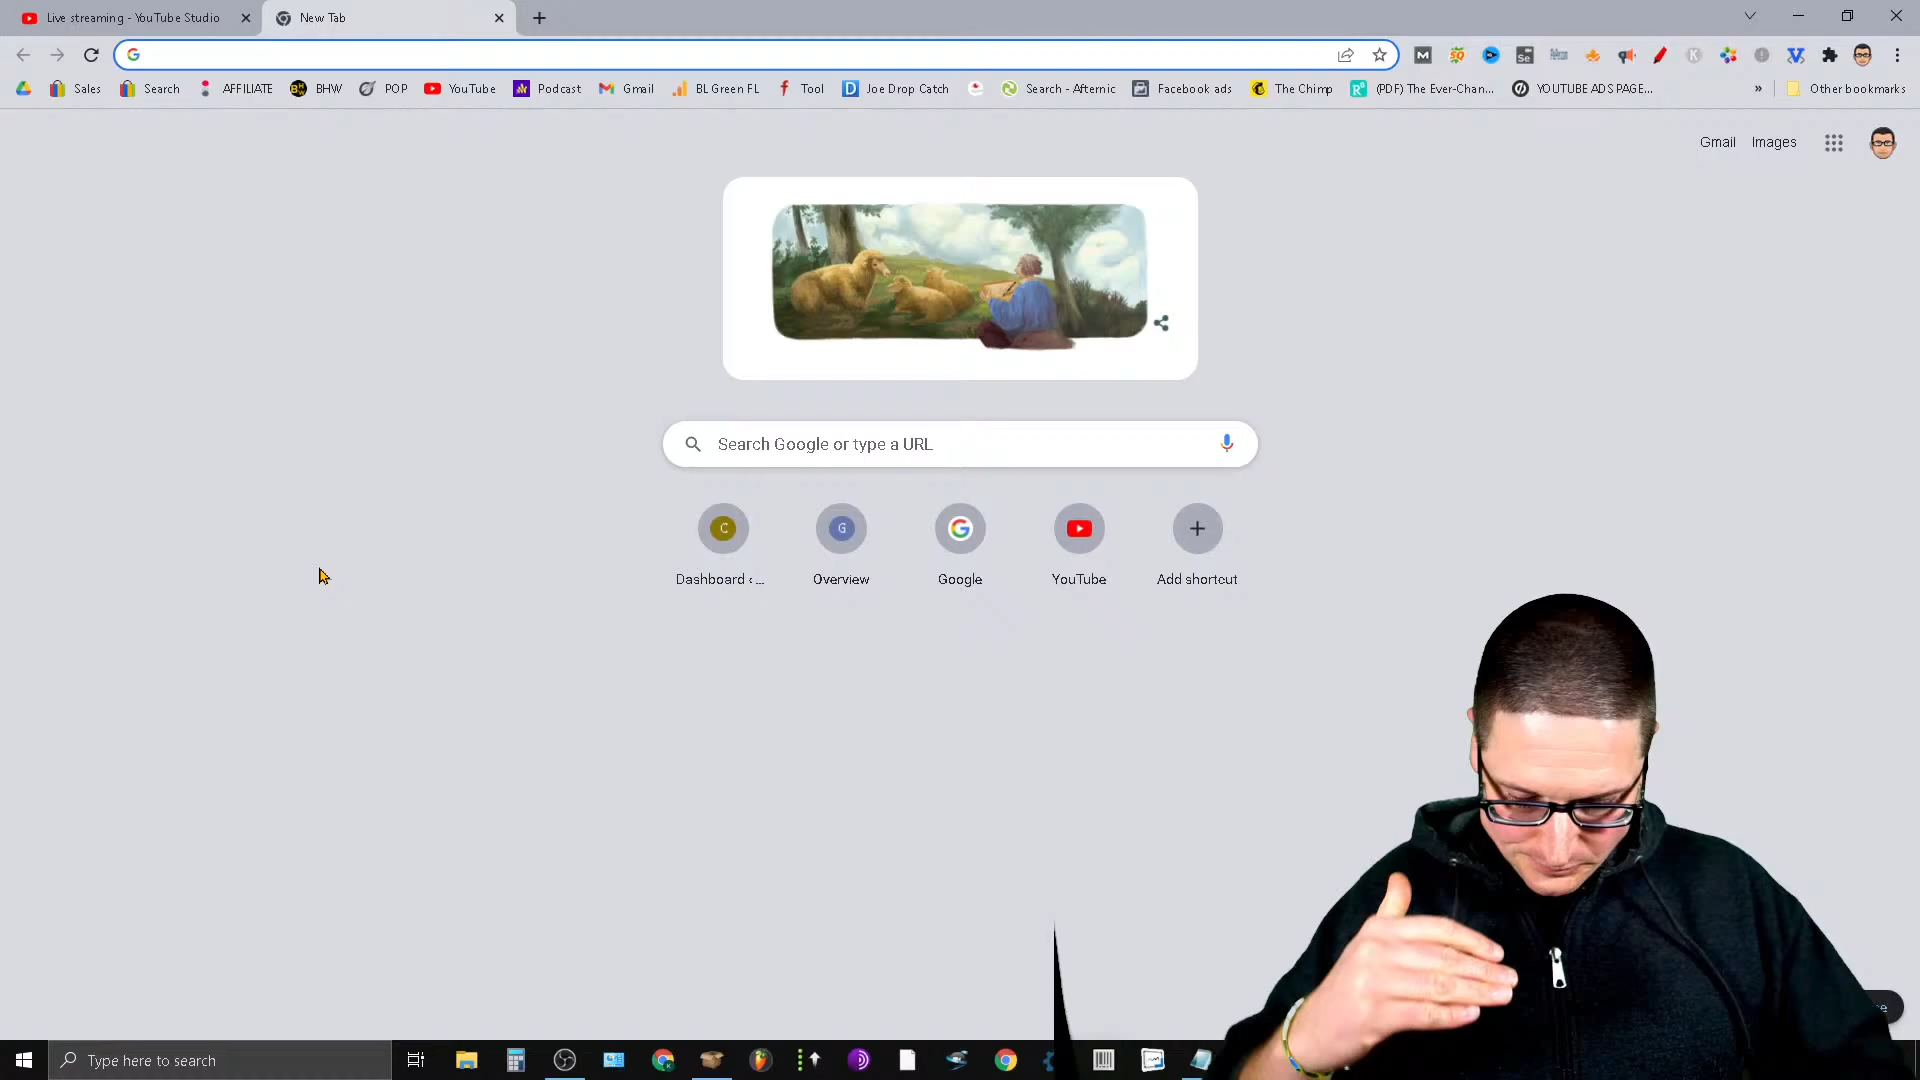 Live streaming - YouTube Studio
New Tab
Sales
Search
AFFILIATE
BHW
POP
YouTube
Podcast
Gmail
BL Green FL
Tool
Joe Drop Catch
Search - Afternic
Facebook ads
The Chimp
(PDF) The Ever-Chan...
YOUTUBE ADS PAGE...
»
Other bookmarks
Gmail
Images
Search Google or type a URL
C
G
Dashboard ‹ ...
Overview
Google
YouTube
Add shortcut
Type here to search